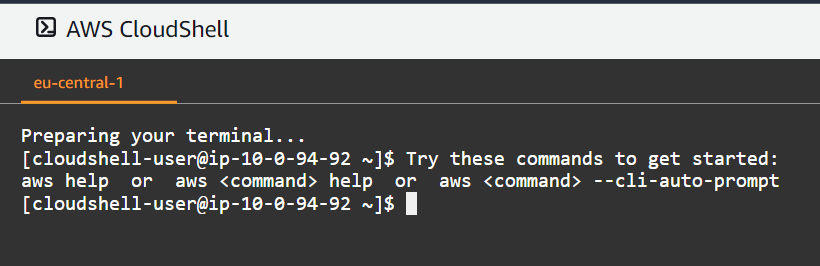 AWS CloudShell
eu-central-1
Preparing your terminal...
[cloudshell-user@ip-10-0-94-92 ~]$ Try these commands to get started:
aws help  or  aws <command> help  or  aws <command> --cli-auto-prompt
[cloudshell-user@ip-10-0-94-92 ~]$